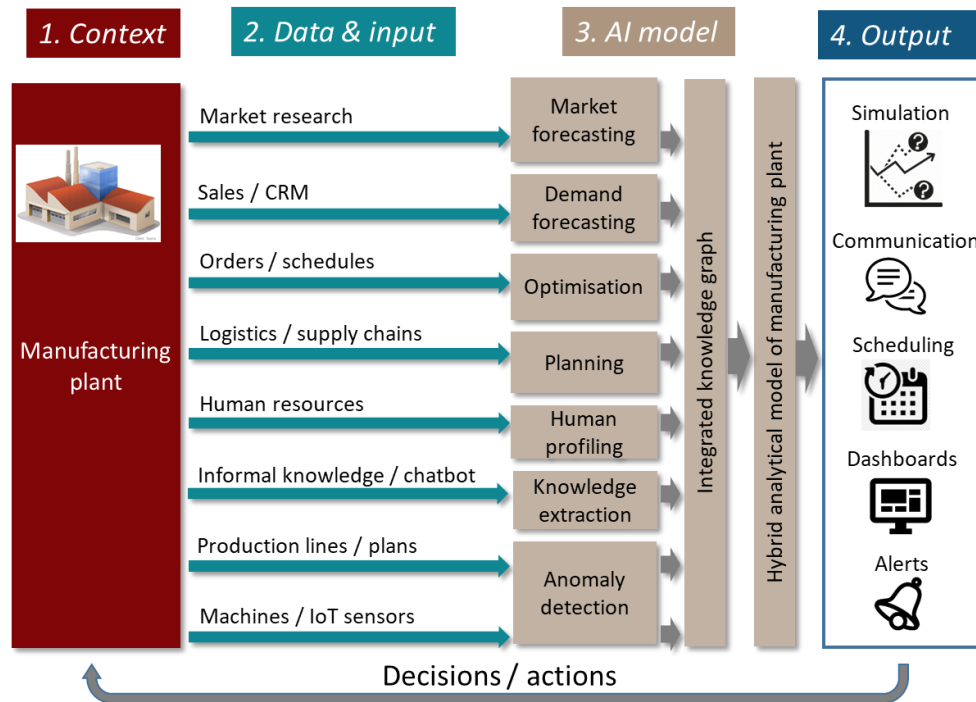 1. Context
2. Data & input
3. AI model
4. Output
Manufacturing
plant
Market research
Sales / CRM
Orders / schedules
Logistics / supply chains
Human resources
Informal knowledge / chatbot
Production lines / plans
Machines / IoT sensors
Market
forecasting
Demand
forecasting
Optimisation
Planning
Human
profiling
Knowledge
extraction
Anomaly
detection
Integrated knowledge graph
Hybrid analytical model of manufacturing plant
Simulation
?
?
Communication
Scheduling
Dashboards
Alerts
Decisions / actions